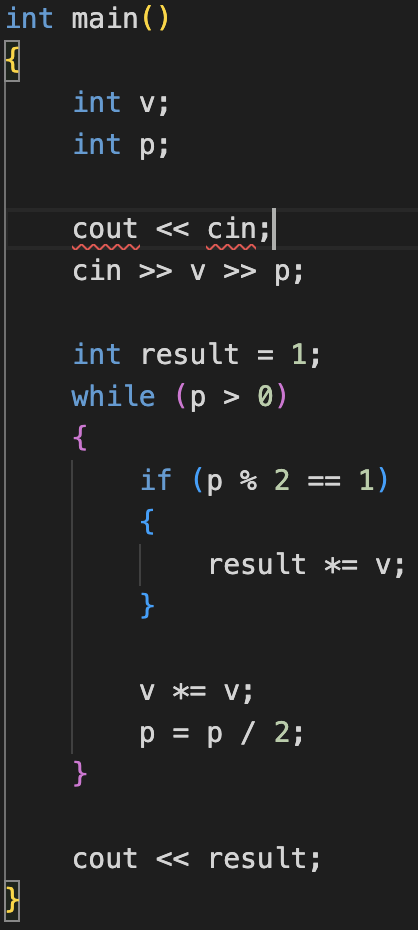 int main()
{
    int v;
    int p;

    cout << cin;
    cin >> v >> p;

    int result = 1;
    while (p > 0)
    {
        if (p % 2 == 1)
        {
            result *= v;
        }

        v *= v;
        p = p / 2;
    }

    cout << result;
}